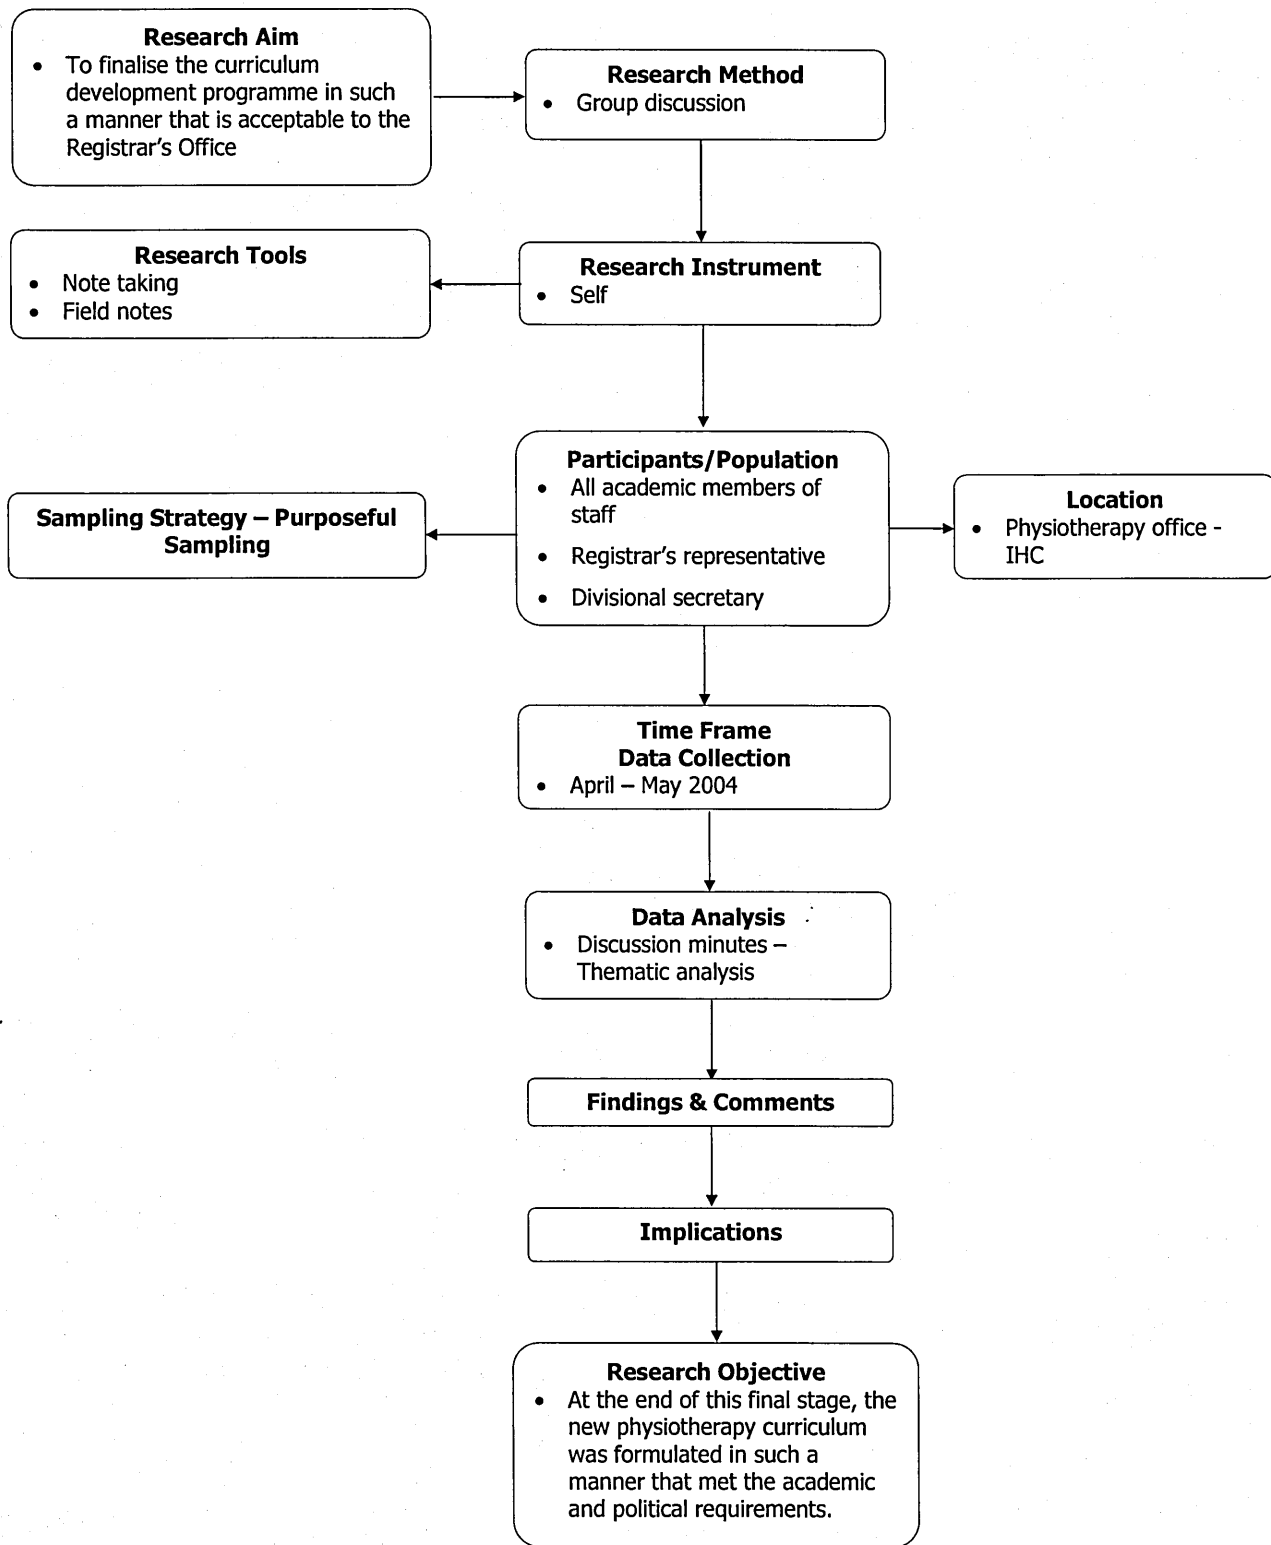 Research Aim
• To finalise the curriculum
development programme in such
a manner that is acceptable to the
Registrar's Office
Research Method
• Group discussion
Research Tools
• Note taking
• Field notes
Research Instrument
• Self
Participants/Population
• All academic members of
staff
• Registrar's representative
• Divisional secretary
Sampling Strategy – Purposeful
Sampling
Location
• Physiotherapy office -
IHC
Time Frame
Data Collection
• April – May 2004
Data Analysis
• Discussion minutes –
Thematic analysis
Findings & Comments
Implications
Research Objective
• At the end of this final stage, the
new physiotherapy curriculum
was formulated in such a
manner that met the academic
and political requirements.